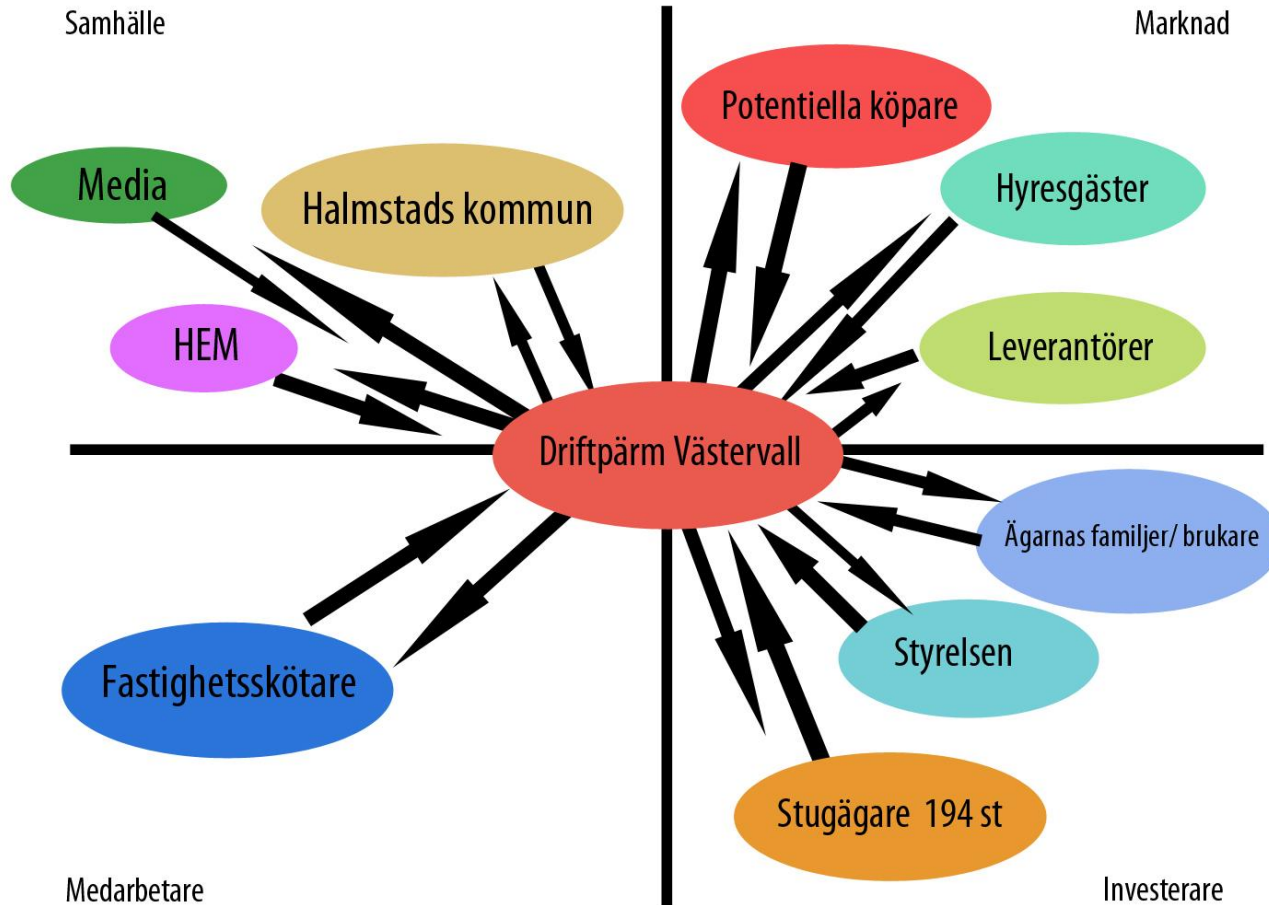 Samhälle
Marknad
Potentiella köpare
Media
Halmstads kommun
Hyresgäster
HEM
Leverantörer
Driftpärm Västervall
Ägarnas familjer/ brukare
Fastighetsskötare
Styrelsen
Stugägare 194 st
Medarbetare
Investerare